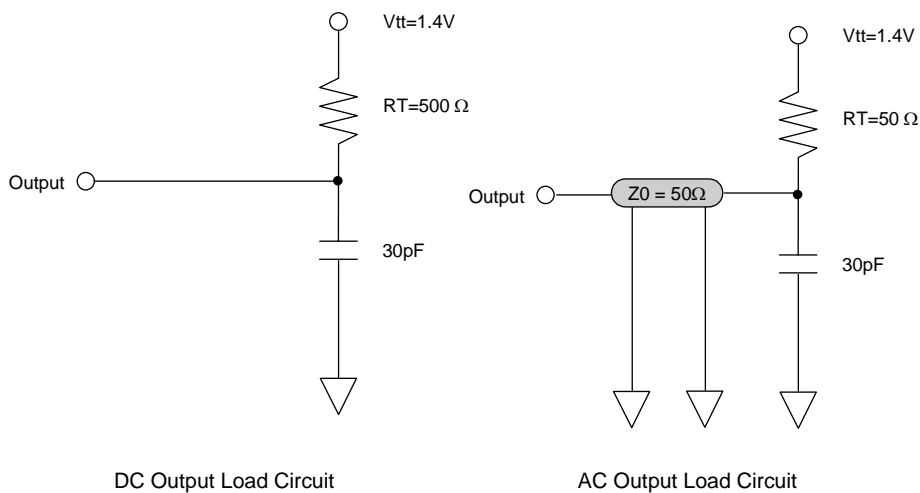 Vtt=1.4V
RT=500 Ω
Output
30pF
DC Output Load Circuit
Vtt=1.4V
RT=50 Ω
Output
Z0 = 50Ω
30pF
AC Output Load Circuit